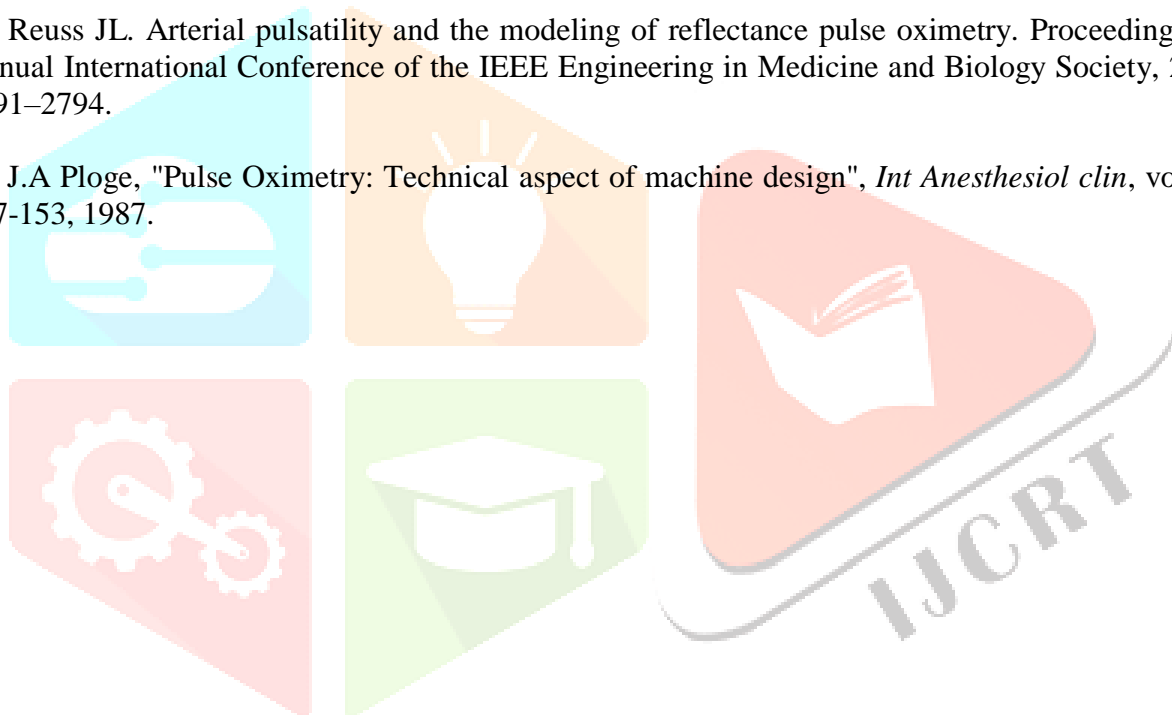 Reuss JL. Arterial pulsatility and the modeling of reflectance pulse oximetry. Proceeding
nual International Conference of the IEEE Engineering in Medicine and Biology Society, 2
91–2794.
J.A Ploge, "Pulse Oximetry: Technical aspect of machine design", Int Anesthesiol clin, vo
7-153, 1987.
IJCRT